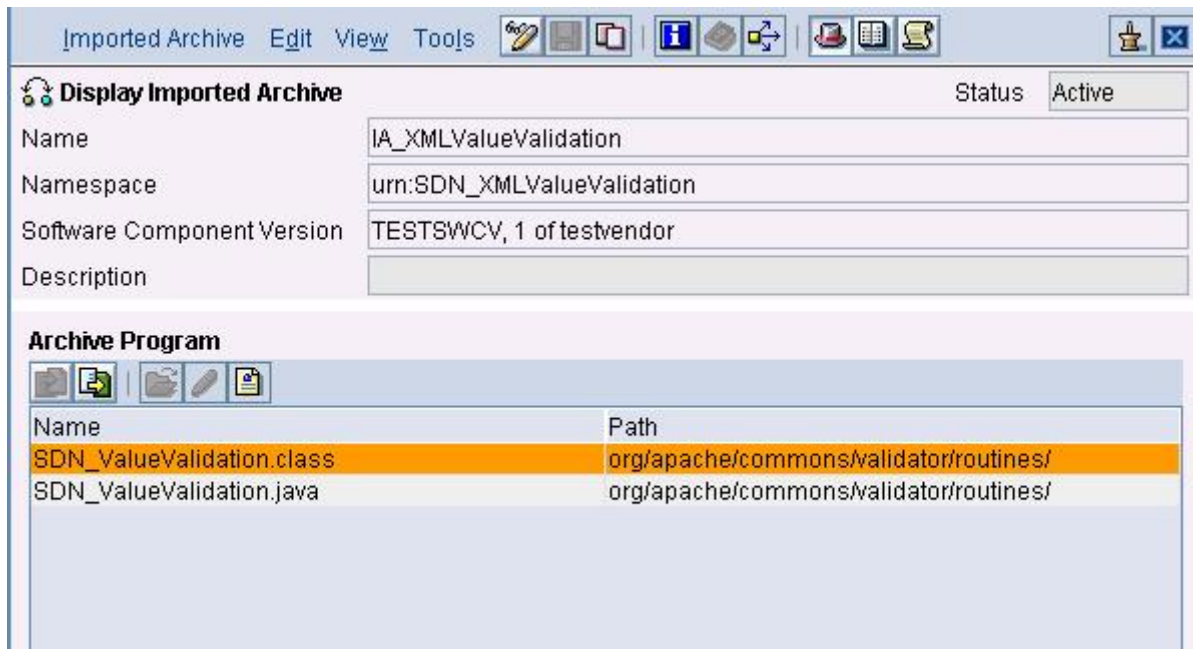 Imported Archive Edit View Tools
Display Imported Archive Status Active
Name IA_XMLValueValidation
Namespace urn:SDN_XMLValueValidation
Software Component Version TESTSWCV, 1 of testvendor
Description
Archive Program
Name Path
SDN_ValueValidation.class org/apache/commons/validator/routines/
SDN_ValueValidation.java org/apache/commons/validator/routines/